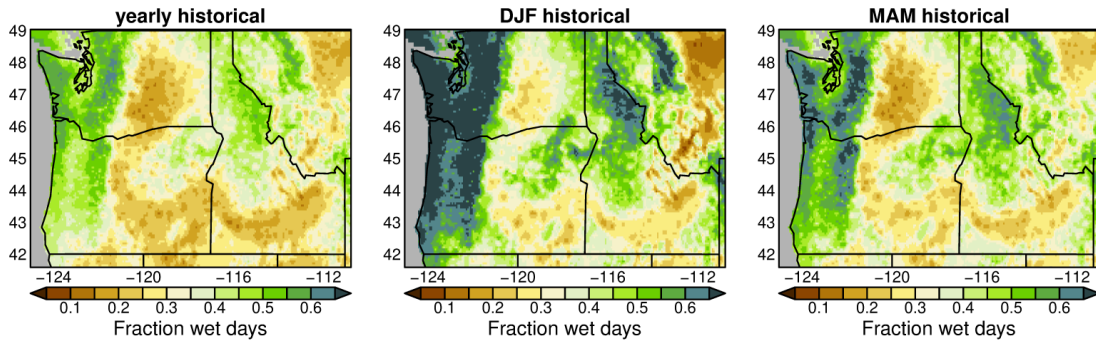 yearly historical
49
48
47
46
45
44
43
42
−124 −120 −116 −112
0.1 0.2 0.3 0.4 0.5 0.6
Fraction wet days
DJF historical
49
48
47
46
45
44
43
42
−124 −120 −116 −112
0.1 0.2 0.3 0.4 0.5 0.6
Fraction wet days
MAM historical
49
48
47
46
45
44
43
42
−124 −120 −116 −112
0.1 0.2 0.3 0.4 0.5 0.6
Fraction wet days